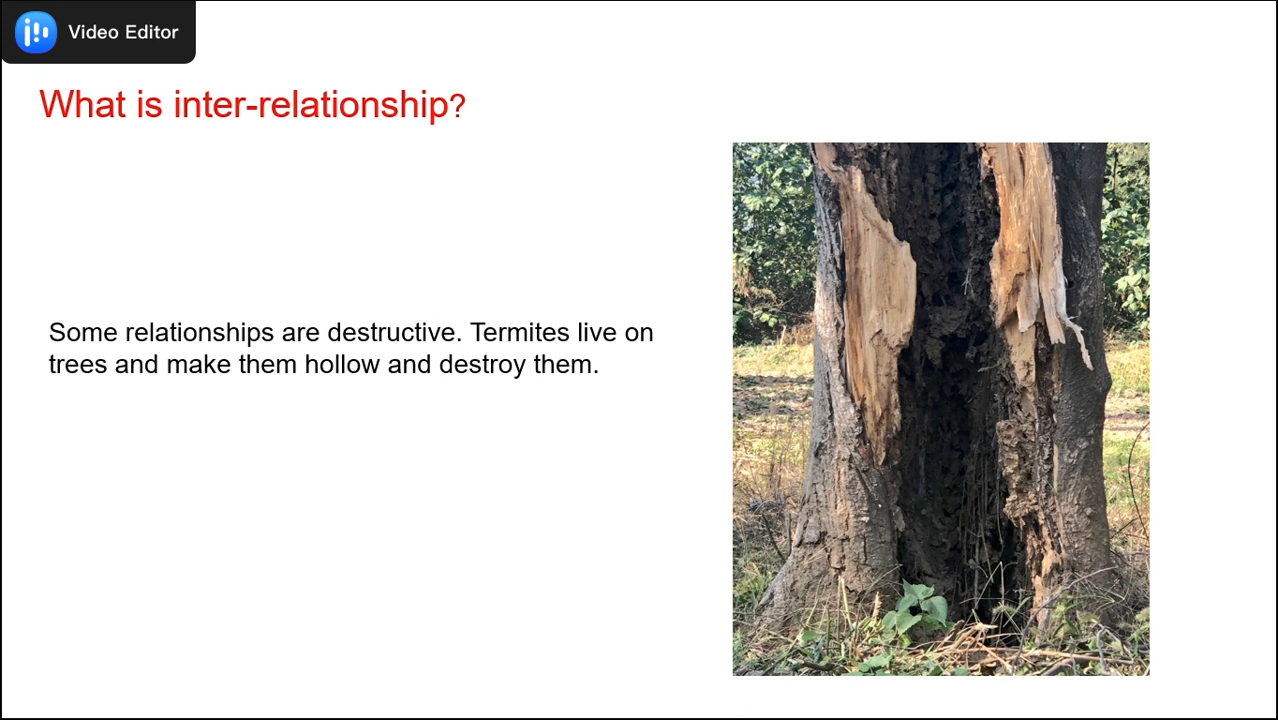 Video Editor
What is inter-relationship?
Some relationships are destructive. Termites live on
trees and make them hollow and destroy them.